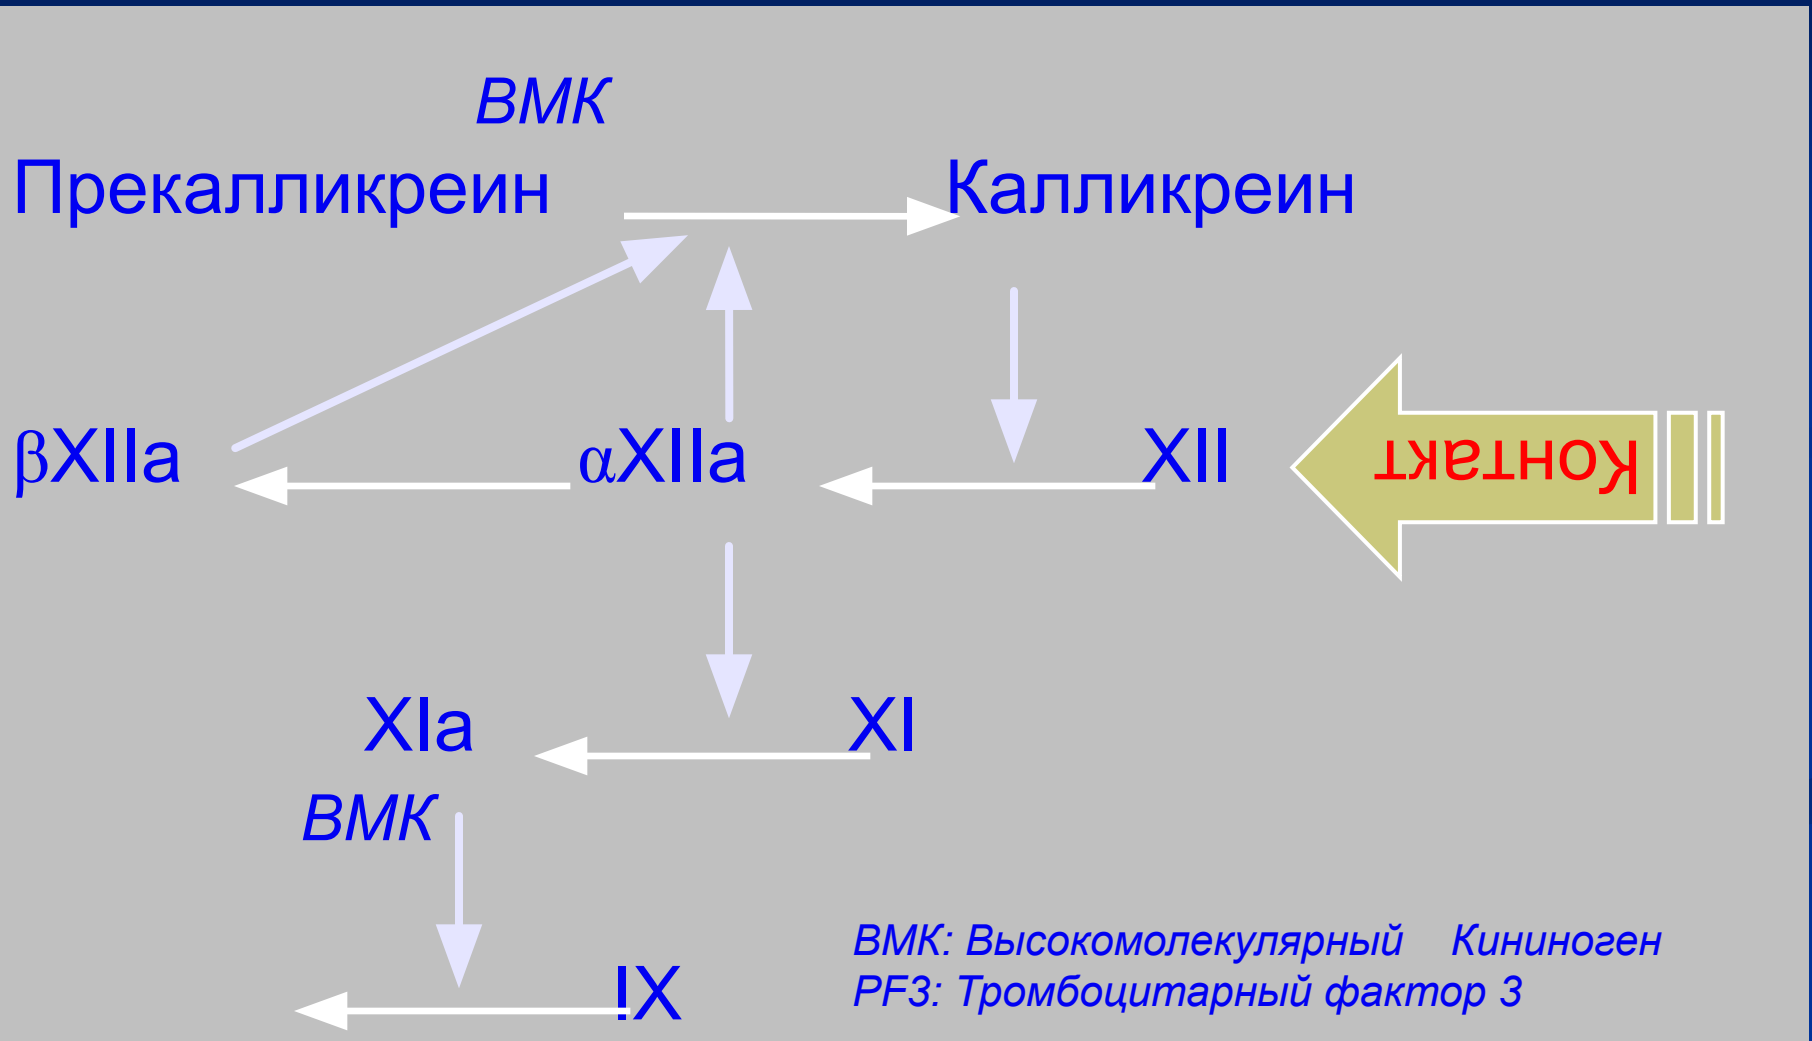 ВМК
Прекалликреин Калликреин
βXIIa αXIIa XII Контакт
XIa XI
ВМК
ВМК: Высокомолекулярный Кининоген
IX
PF3: Тромбоцитарный фактор 3